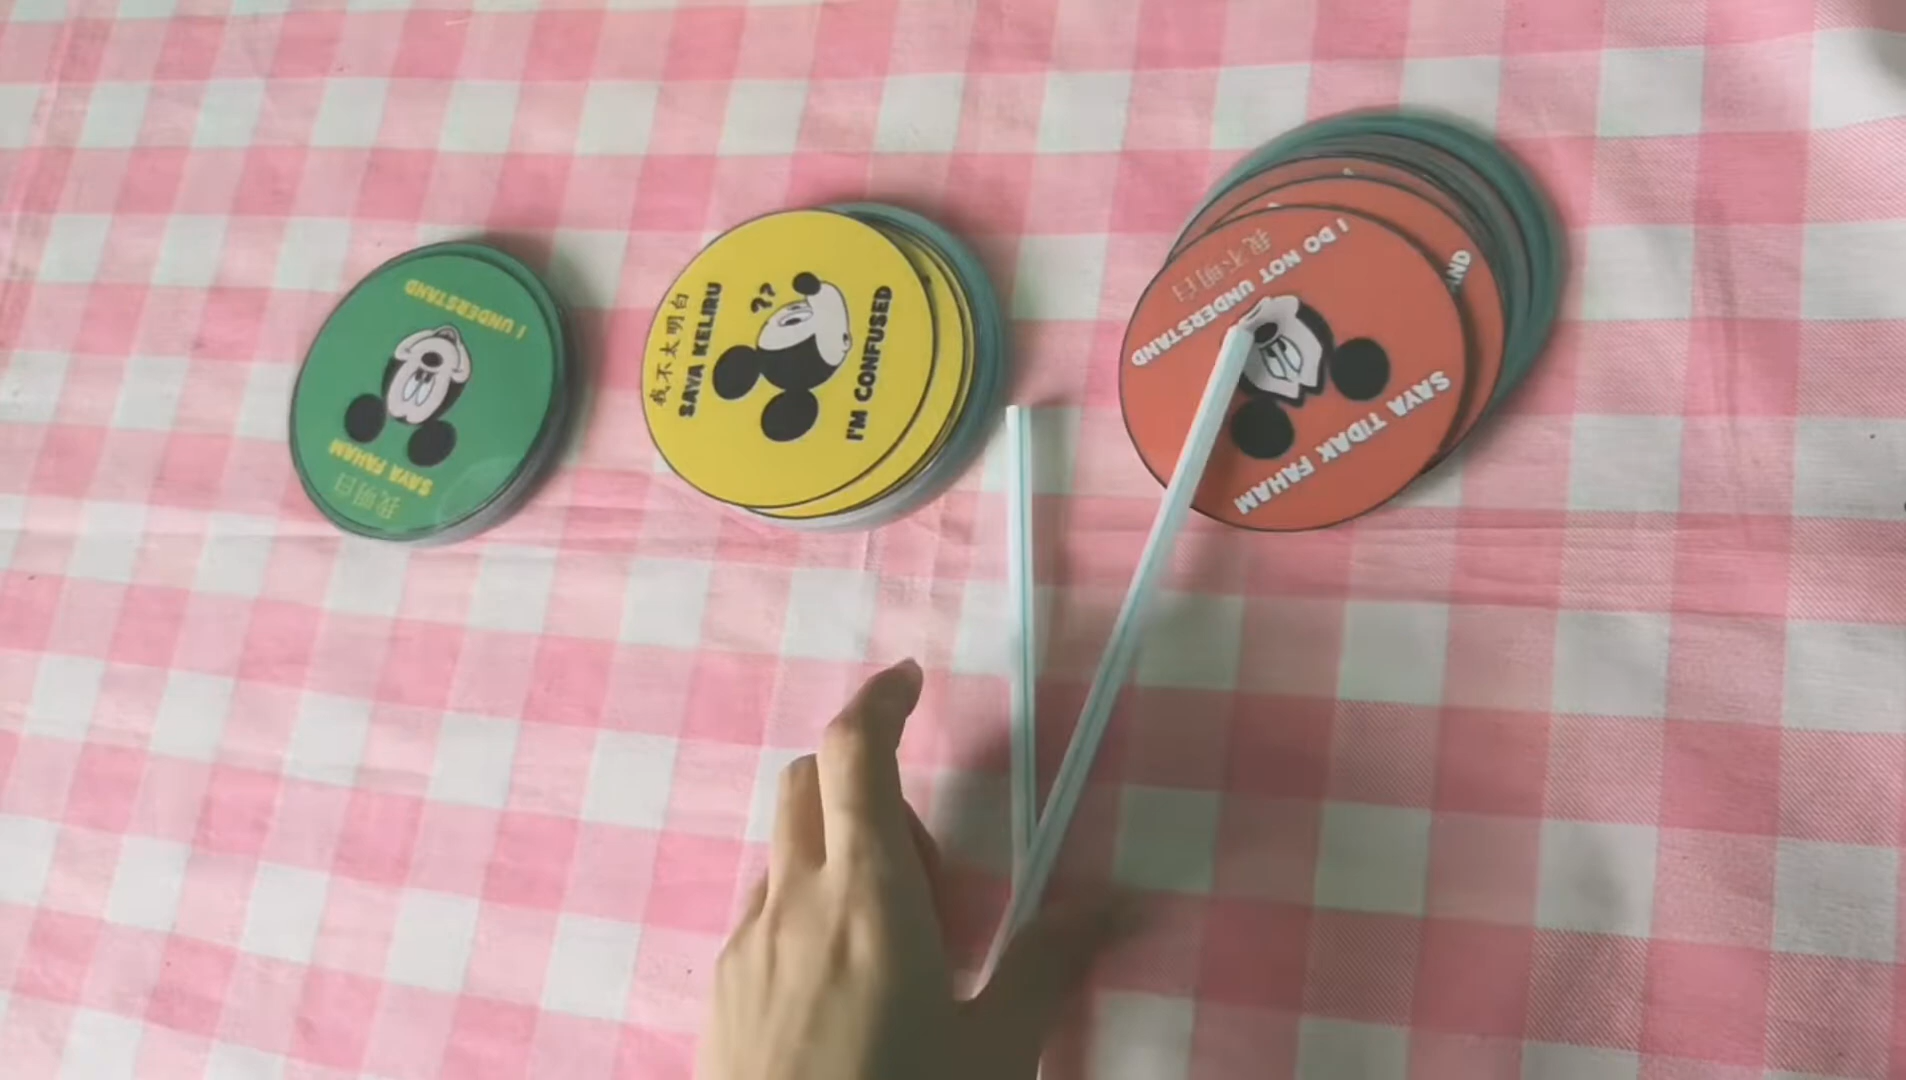 I UNDERSTAND
SAYA FAHAM
我明白
我不太明白
SAYA KELIRU
??
I'M CONFUSED
我不明白
I DO NOT UNDERSTAND
SAYA TIDAK FAHAM
AND